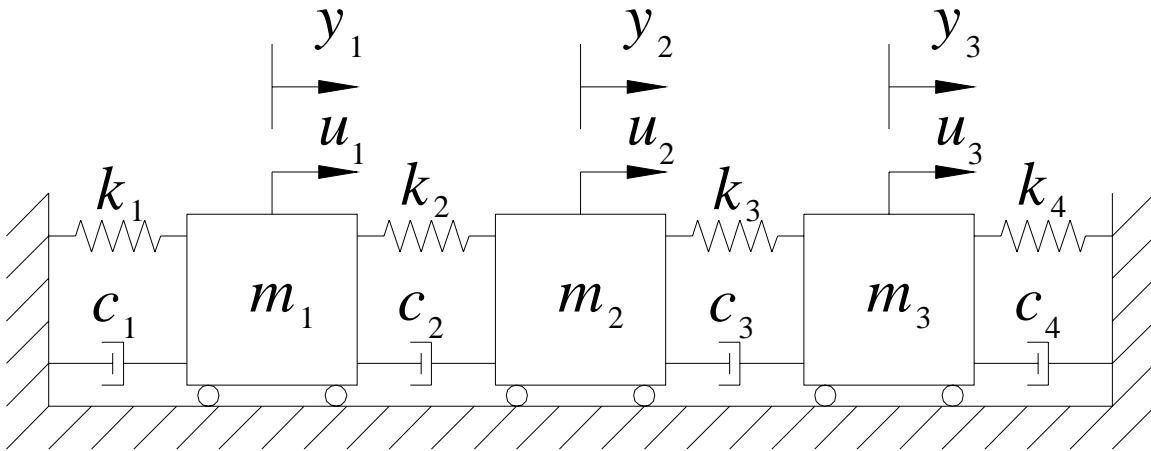 y₁ y₂ y₃
u₁ u₂ u₃
k₁ k₂ k₃ k₄
m₁ m₂ m₃
c₁ c₂ c₃ c₄